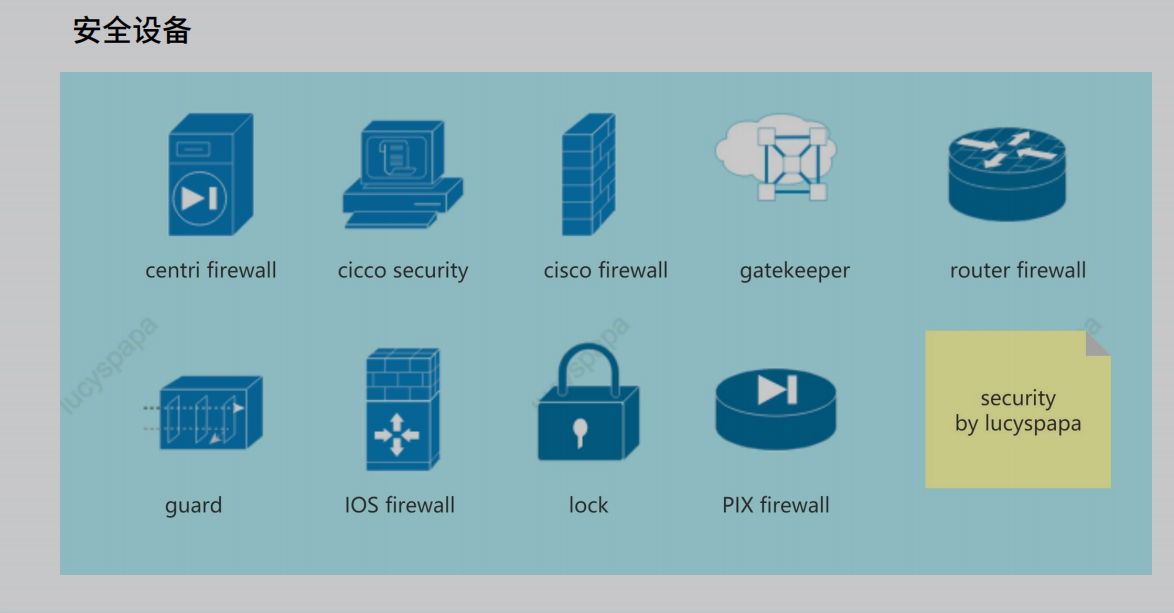 安全设备
centri firewall
cicco security
cisco firewall
gatekeeper
router firewall
lucyspapa
guard
IOS firewall
lock
PIX firewall
security
by lucyspapa